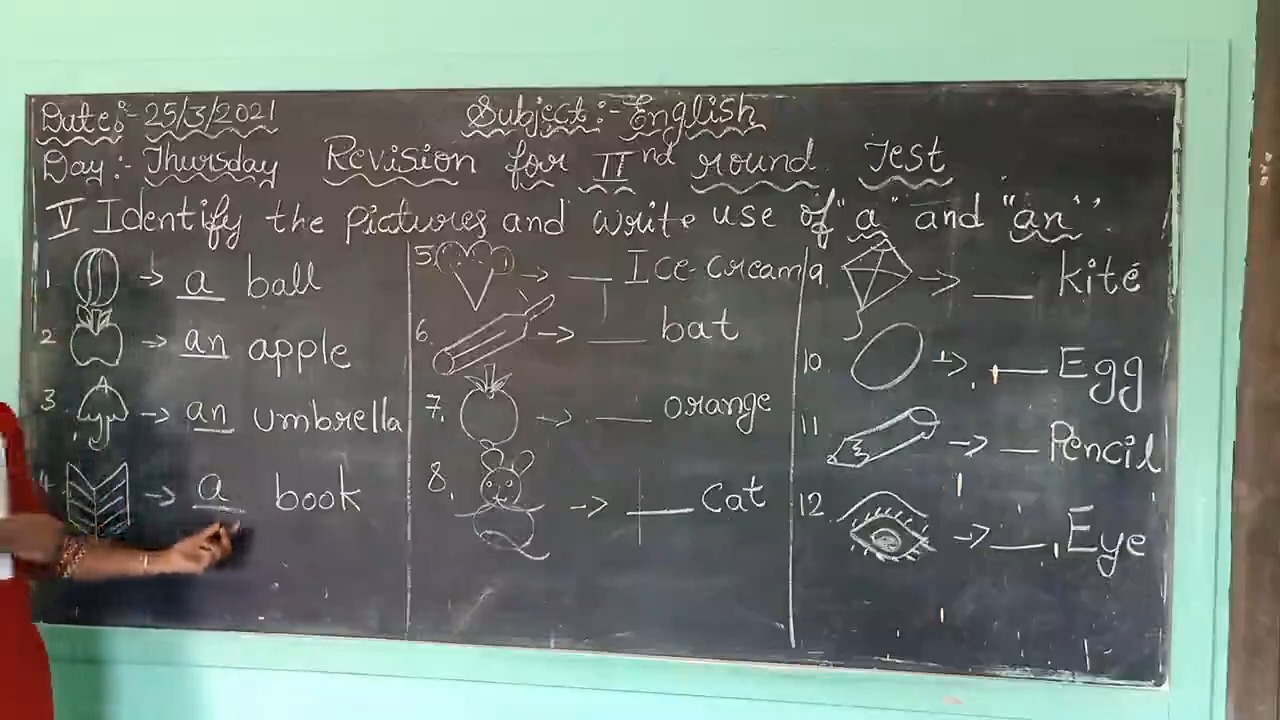 Date:- 25/3/2021 Subject:- English
Day:- Thursday Revision for IInd round Test
V Identify the pictures and write use of "a" and "an".
1. → a ball
2 → an apple
3 → an umbrella
4 → a book
5. → __ Ice-cream
6. → __ bat
7. → __ orange
8. → __ cat
9. → __ kite
10. → __ Egg
11 → __ Pencil
12. → __ Eye